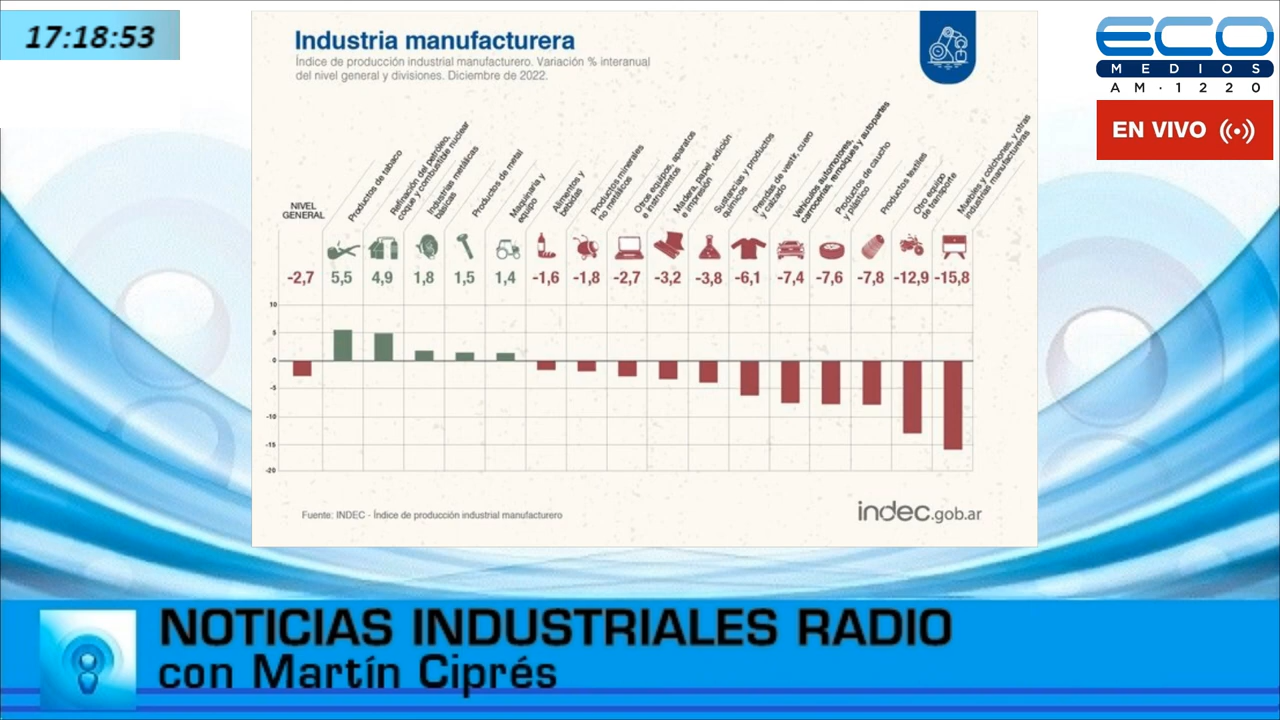 17:18:53
Industria manufacturera
Índice de producción industrial manufacturero. Variación % interanual
del nivel general y divisiones. Diciembre de 2022.
ECO
MEDIOS
AM·1220
EN VIVO
NIVEL
GENERAL
Productos de tabaco
Refinación del petróleo,
coque y combustible nuclear
Industrias metálicas
básicas
Productos de metal
Maquinaria y
equipo
Alimentos y
bebidas
Productos minerales
no metálicos
Otros equipos, aparatos
e instrumentos
Madera, papel, edición
e impresión
Sustancias y productos
químicos
Prendas de vestir, cuero
y calzado
Vehículos automotores,
carrocerías, remolques y autopartes
Productos de caucho
y plástico
Productos textiles
Otro equipo
de transporte
Muebles y colchones, y otras
industrias manufactureras
-2,7 5,5 4,9 1,8 1,5 1,4 -1,6 -1,8 -2,7 -3,2 -3,8 -6,1 -7,4 -7,6 -7,8 -12,9 -15,8
10
5
0
-5
-10
-15
-20
Fuente: INDEC - Índice de producción industrial manufacturero
indec.gob.ar
NOTICIAS INDUSTRIALES RADIO
con Martín Ciprés